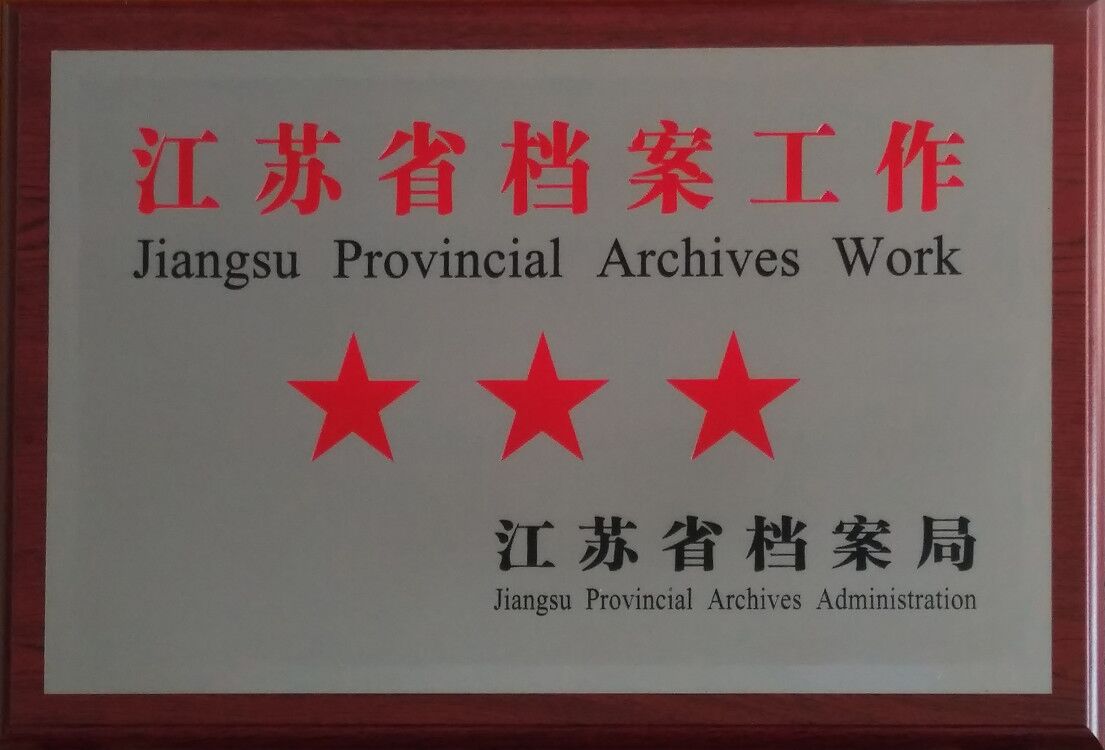 江苏省档案工作
Jiangsu Provincial Archives Work
江苏省档案局
Jiangsu Provincial Archives Administration